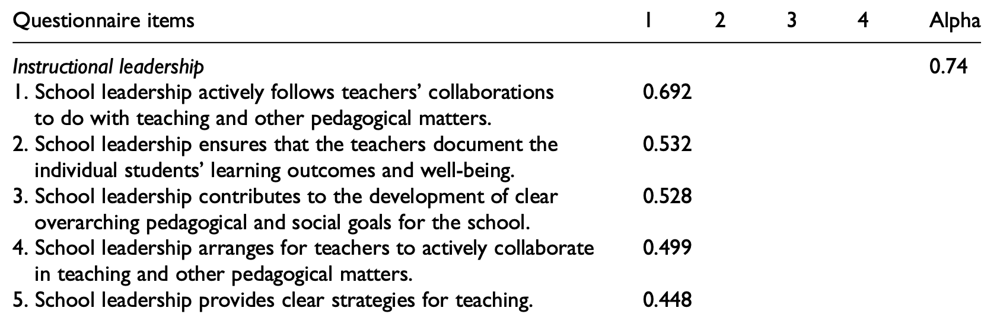 Questionnaire items 1 2 3 4 Alpha
Instructional leadership 0.74
1. School leadership actively follows teachers’ collaborations 0.692
to do with teaching and other pedagogical matters.
2. School leadership ensures that the teachers document the 0.532
individual students’ learning outcomes and well-being.
3. School leadership contributes to the development of clear 0.528
overarching pedagogical and social goals for the school.
4. School leadership arranges for teachers to actively collaborate 0.499
in teaching and other pedagogical matters.
5. School leadership provides clear strategies for teaching. 0.448